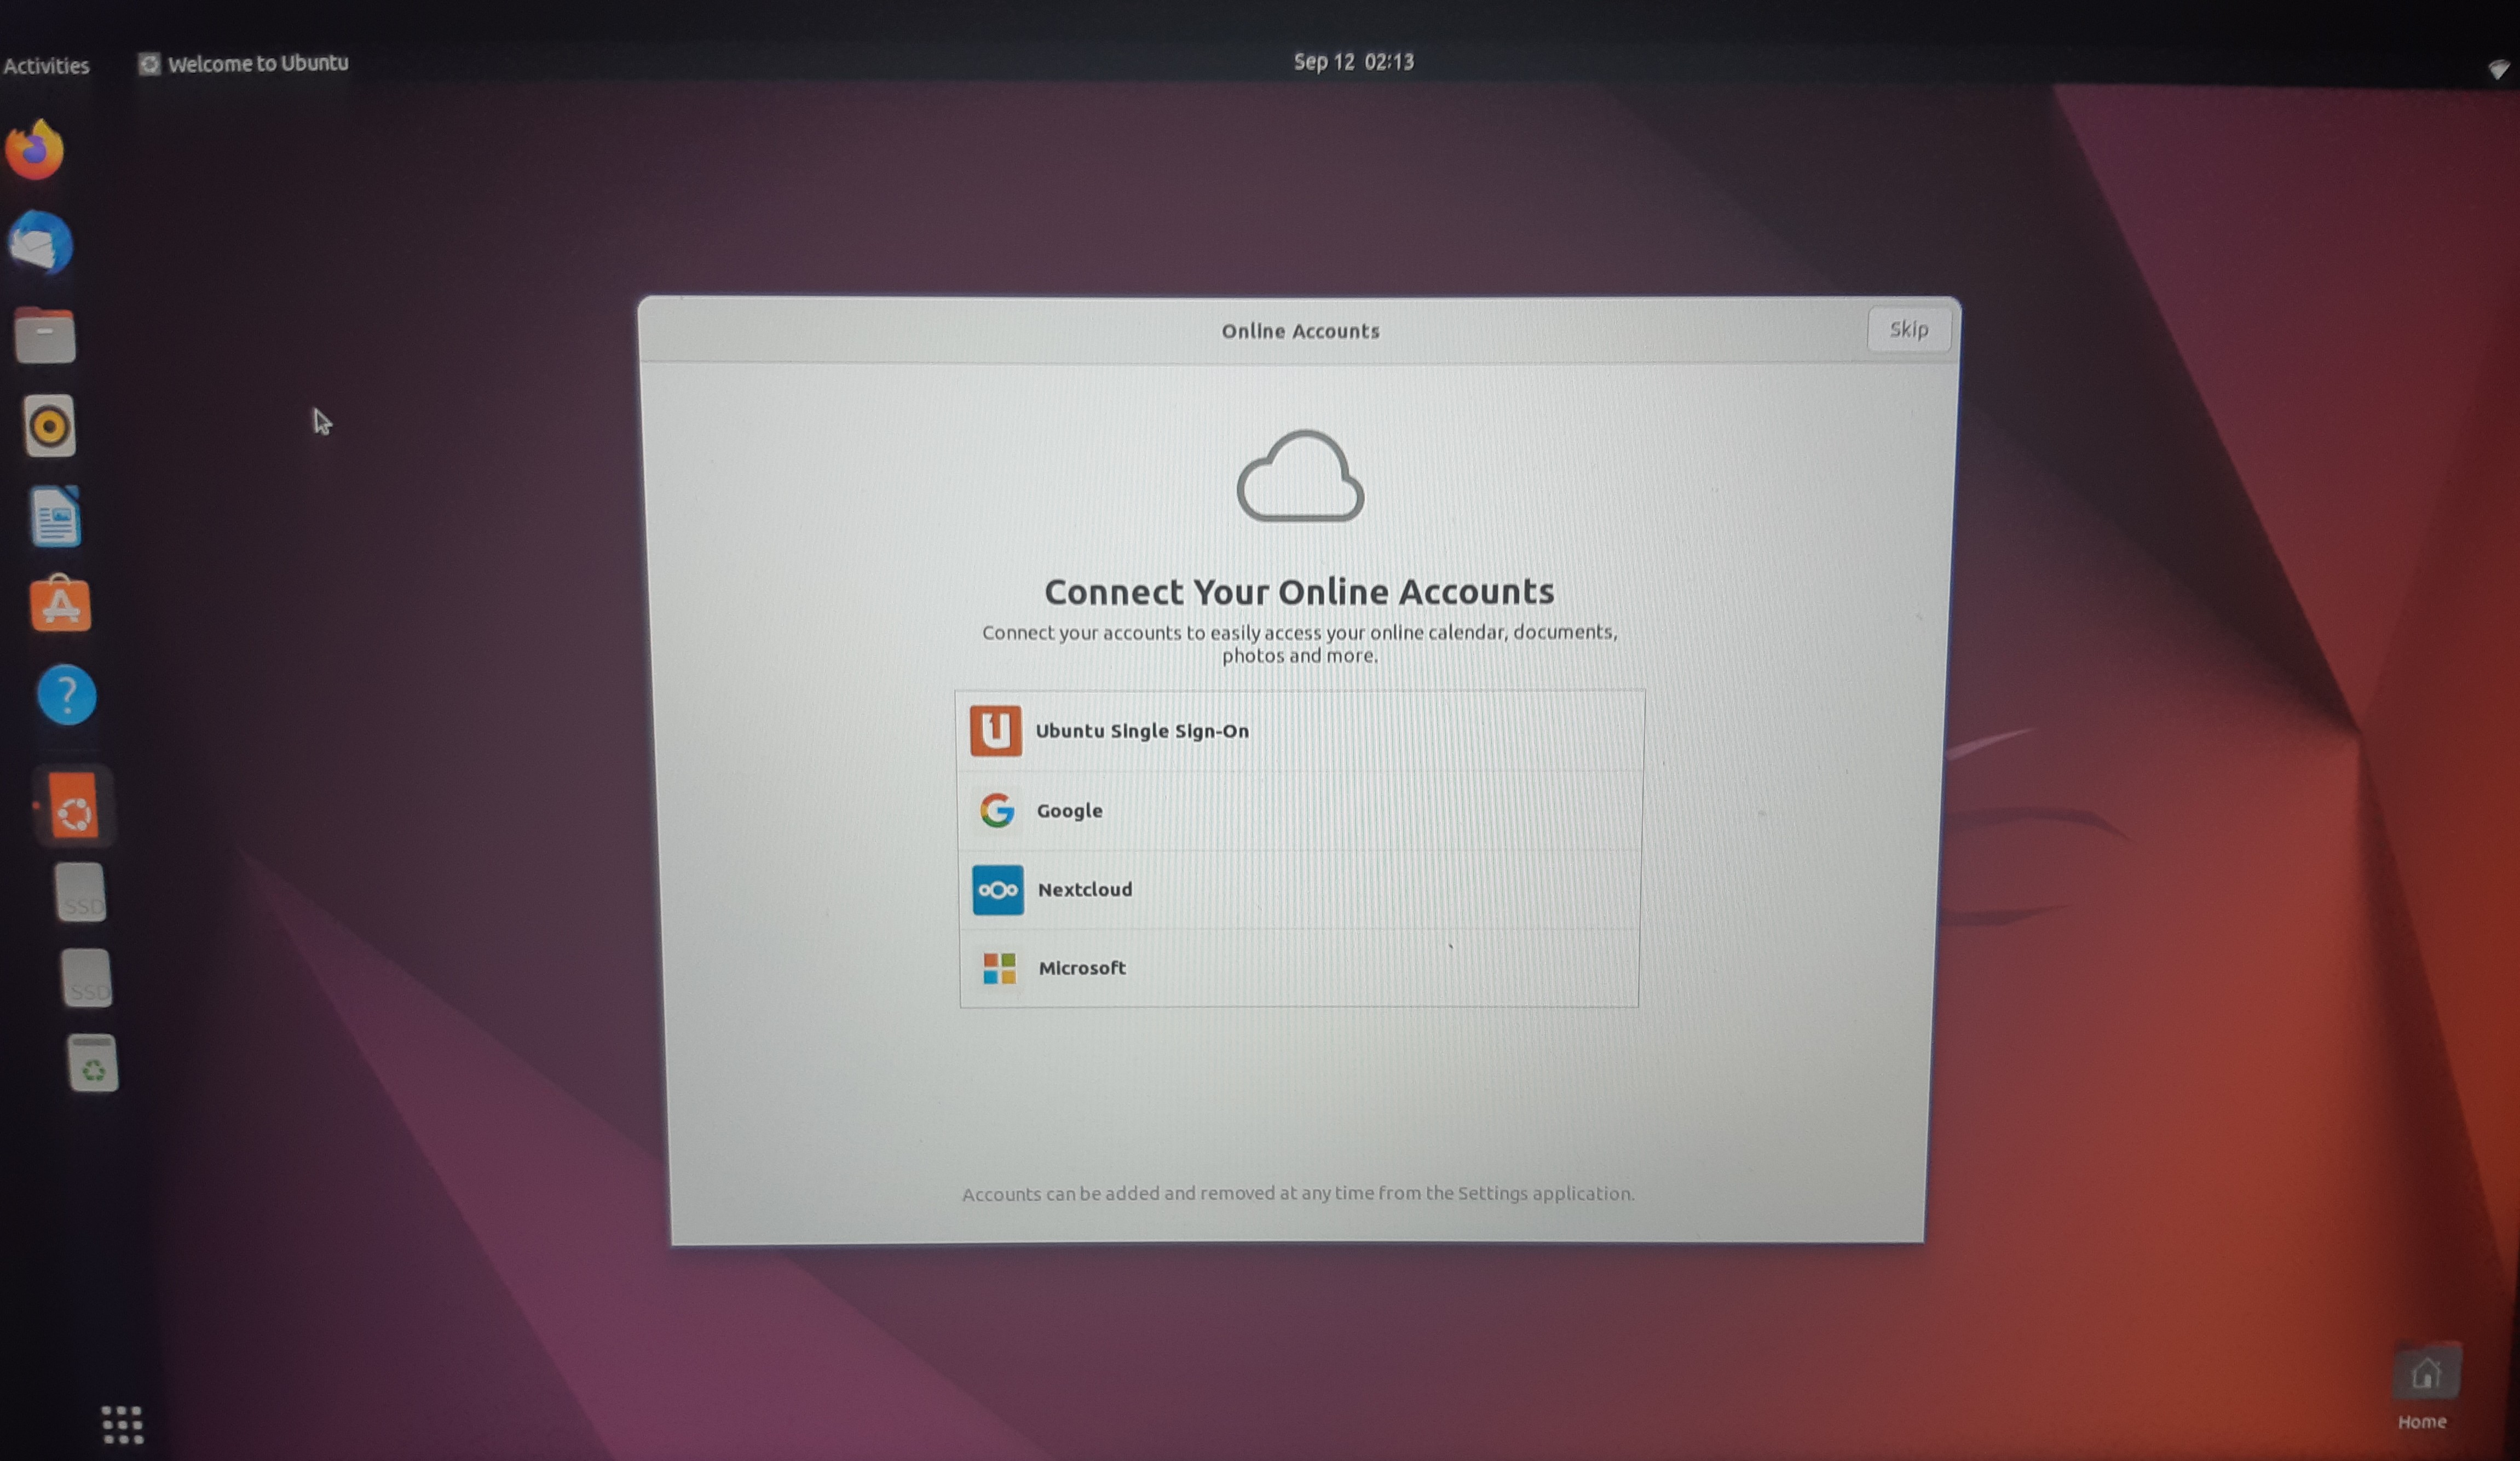 Activities
Welcome to Ubuntu
Sep 12 02:13
Online Accounts
Skip
Connect Your Online Accounts
Connect your accounts to easily access your online calendar, documents,
photos and more.
Ubuntu Single Sign-On
Google
Nextcloud
Microsoft
Accounts can be added and removed at any time from the Settings application.
SSD
SSD
Home